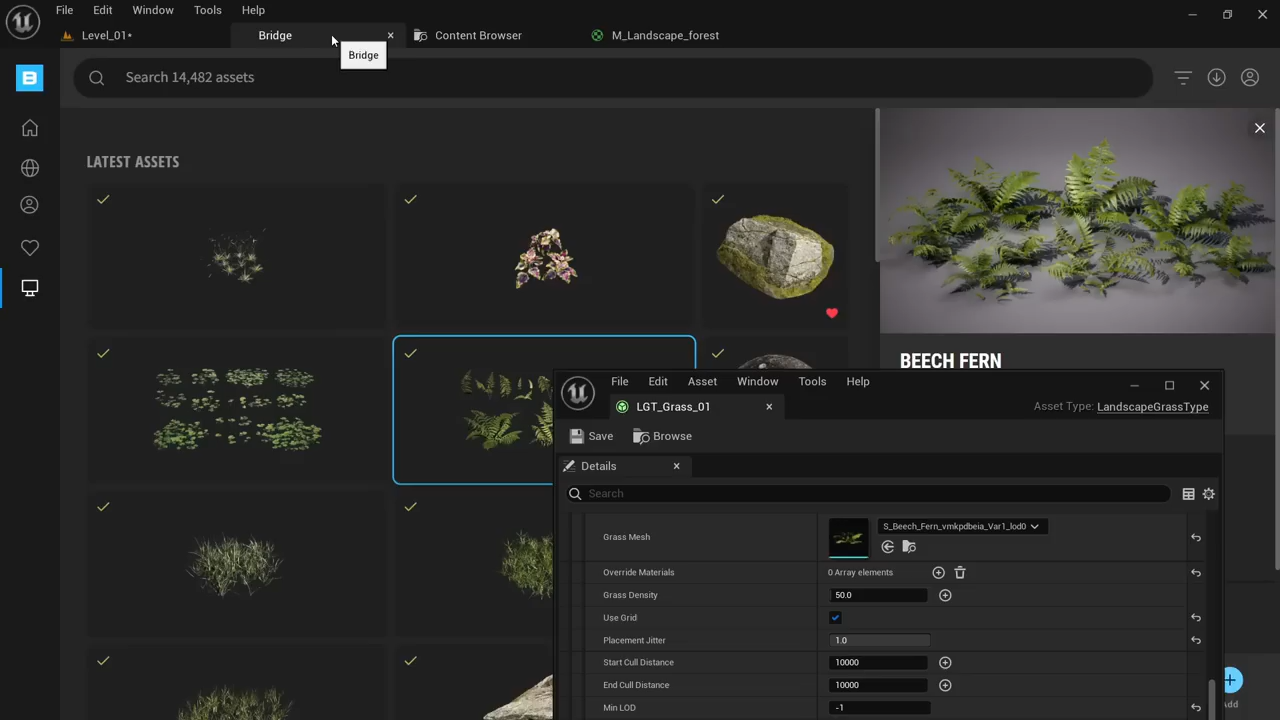 File Edit Window Tools Help
Level_01•
Bridge
Content Browser
M_Landscape_forest
Bridge
Search 14,482 assets
LATEST ASSETS
BEECH FERN
File Edit Asset Window Tools Help
LGT_Grass_01
Asset Type: LandscapeGrassType
Save Browse
Details
Search
Grass Mesh
S_Beech_Fern_vmkpdbeia_Var1_lod0
Override Materials 0 Array elements
Grass Density 50.0
Use Grid
Placement Jitter 1.0
Start Cull Distance 10000
End Cull Distance 10000
Min LOD -1
Add